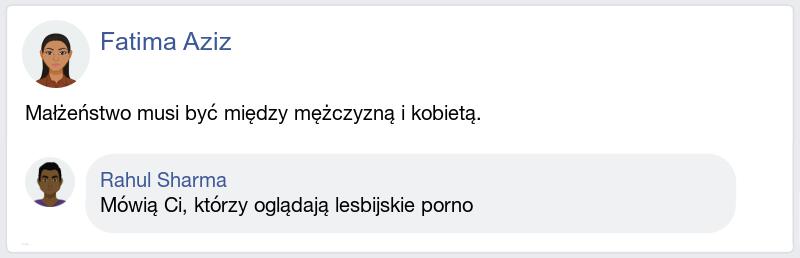 Fatima Aziz
Małżeństwo musi być między mężczyzną i kobietą.
Rahul Sharma
Mówią Ci, którzy oglądają lesbijskie porno